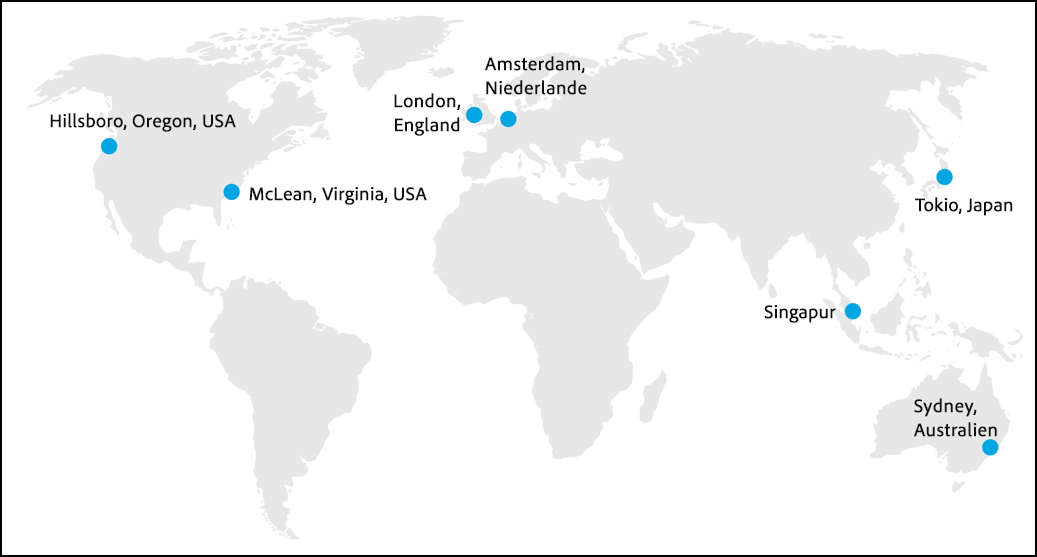 Amsterdam,
Niederlande
London,
England
Hillsboro, Oregon, USA
McLean, Virginia, USA
Tokio, Japan
Singapur
Sydney,
Australien